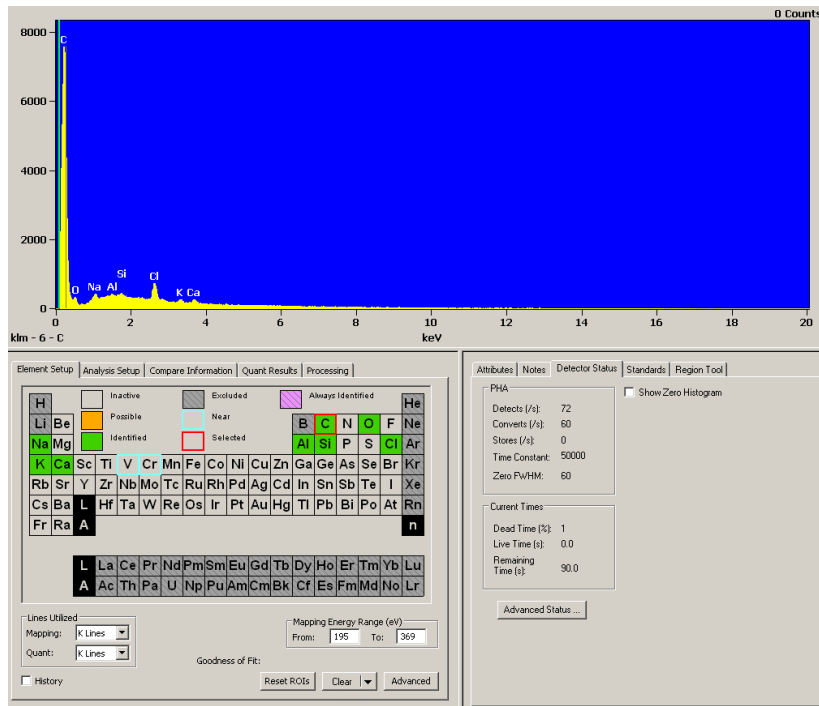 0 Counts
8000
6000
4000
2000
0
C
O Na Al Si Cl K Ca
0 2 4 6 8 10 12 14 16 18 20
klm - 6 - C keV
Element Setup Analysis Setup Compare Information Quant Results Processing
Inactive Excluded Always Identified
Possible Near
Identified Selected
H He
Li Be B C N O F Ne
Na Mg Al Si P S Cl Ar
K Ca Sc Ti V Cr Mn Fe Co Ni Cu Zn Ga Ge As Se Br Kr
Rb Sr Y Zr Nb Mo Tc Ru Rh Pd Ag Cd In Sn Sb Te I Xe
Cs Ba L Hf Ta W Re Os Ir Pt Au Hg Tl Pb Bi Po At Rn
Fr Ra A n
L La Ce Pr Nd Pm Sm Eu Gd Tb Dy Ho Er Tm Yb Lu
A Ac Th Pa U Np Pu Am Cm Bk Cf Es Fm Md No Lr
Lines Utilized
Mapping: K Lines
Quant: K Lines
Mapping Energy Range (eV)
From: 195 To: 369
Goodness of Fit:
History
Reset ROIs Clear Advanced
Attributes Notes Detector Status Standards Region Tool
PHA
Detects (/s): 72
Converts (/s): 60
Stores (/s): 0
Time Constant: 50000
Zero FWHM: 60
Show Zero Histogram
Current Times
Dead Time (%): 1
Live Time (s): 0.0
Remaining
Time (s): 90.0
Advanced Status ...